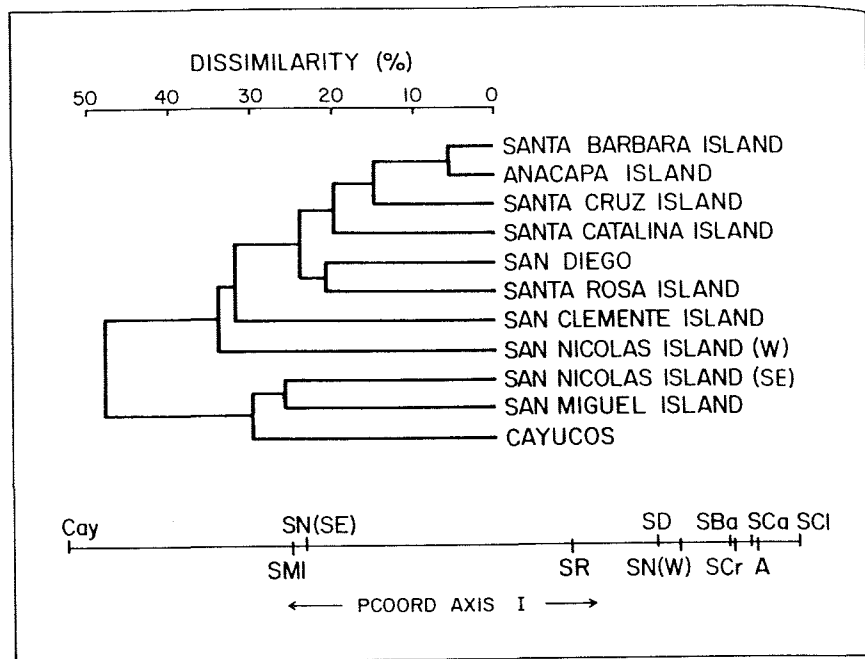 DISSIMILARITY (%)
50 40 30 20 10 0
SANTA BARBARA ISLAND
ANACAPA ISLAND
SANTA CRUZ ISLAND
SANTA CATALINA ISLAND
SAN DIEGO
SANTA ROSA ISLAND
SAN CLEMENTE ISLAND
SAN NICOLAS ISLAND (W)
SAN NICOLAS ISLAND (SE)
SAN MIGUEL ISLAND
CAYUCOS
Cay SN(SE) SD SBa SCa SCl
SMI SR SN(W) SCr A
← PCOORD AXIS I →